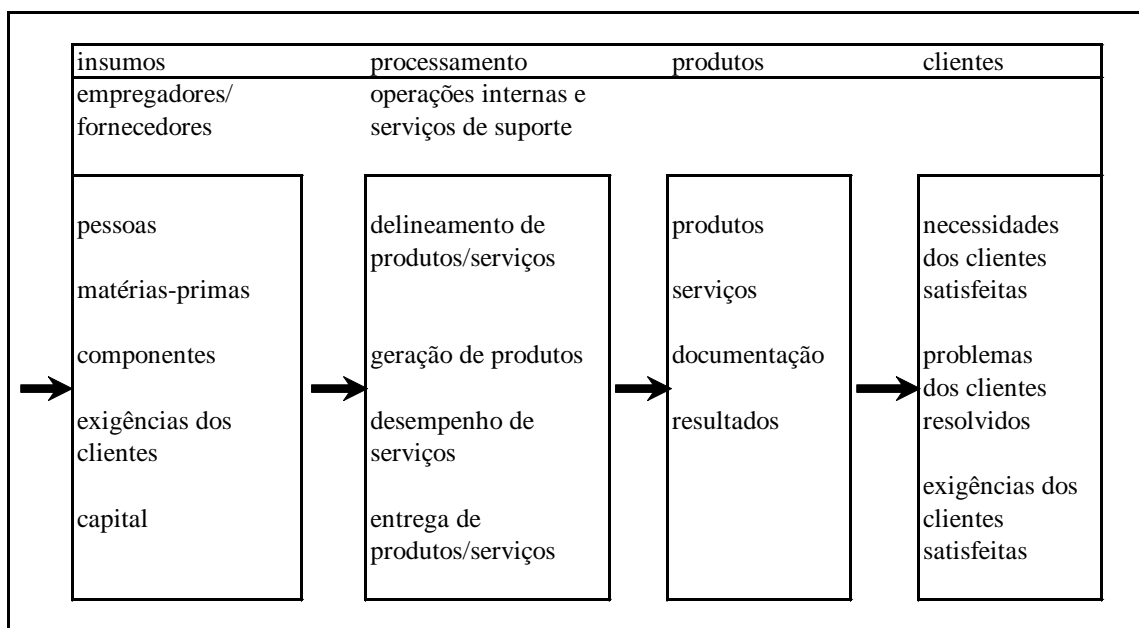 insumos
processamento
produtos
clientes
empregadores/
fornecedores
operações internas e
serviços de suporte
pessoas
matérias-primas
componentes
exigências dos
clientes
capital
delineamento de
produtos/serviços
geração de produtos
desempenho de
serviços
entrega de
produtos/serviços
produtos
serviços
documentação
resultados
necessidades
dos clientes
satisfeitas
problemas
dos clientes
resolvidos
exigências dos
clientes
satisfeitas